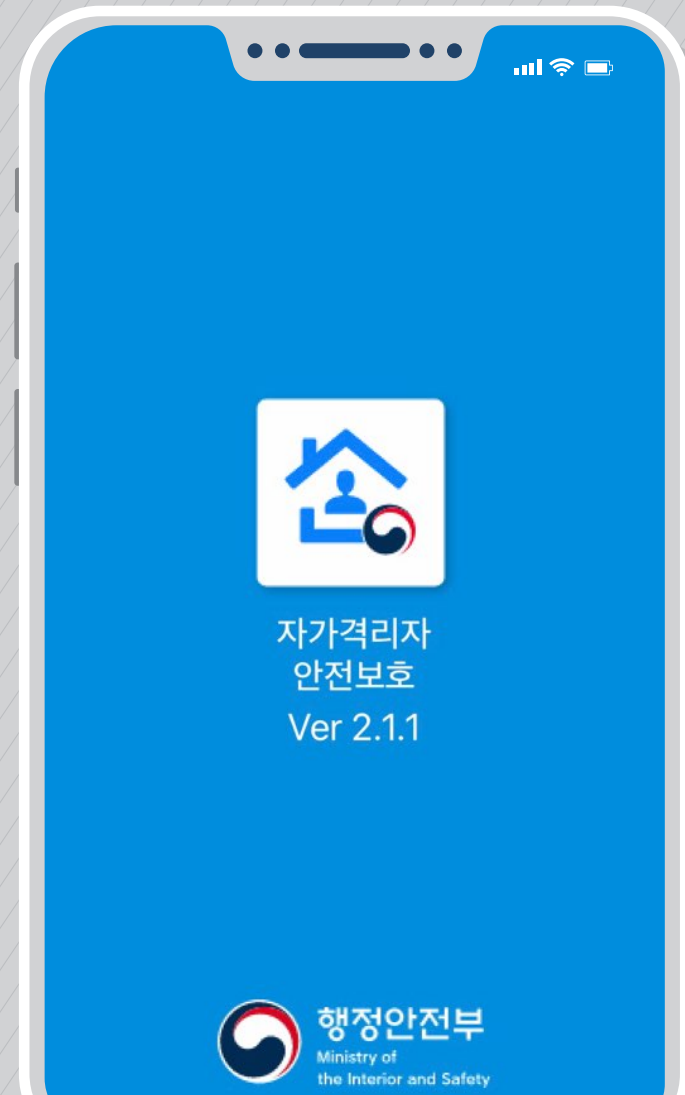 자가격리자
안전보호
Ver 2.1.1
행정안전부
Ministry of
the Interior and Safety